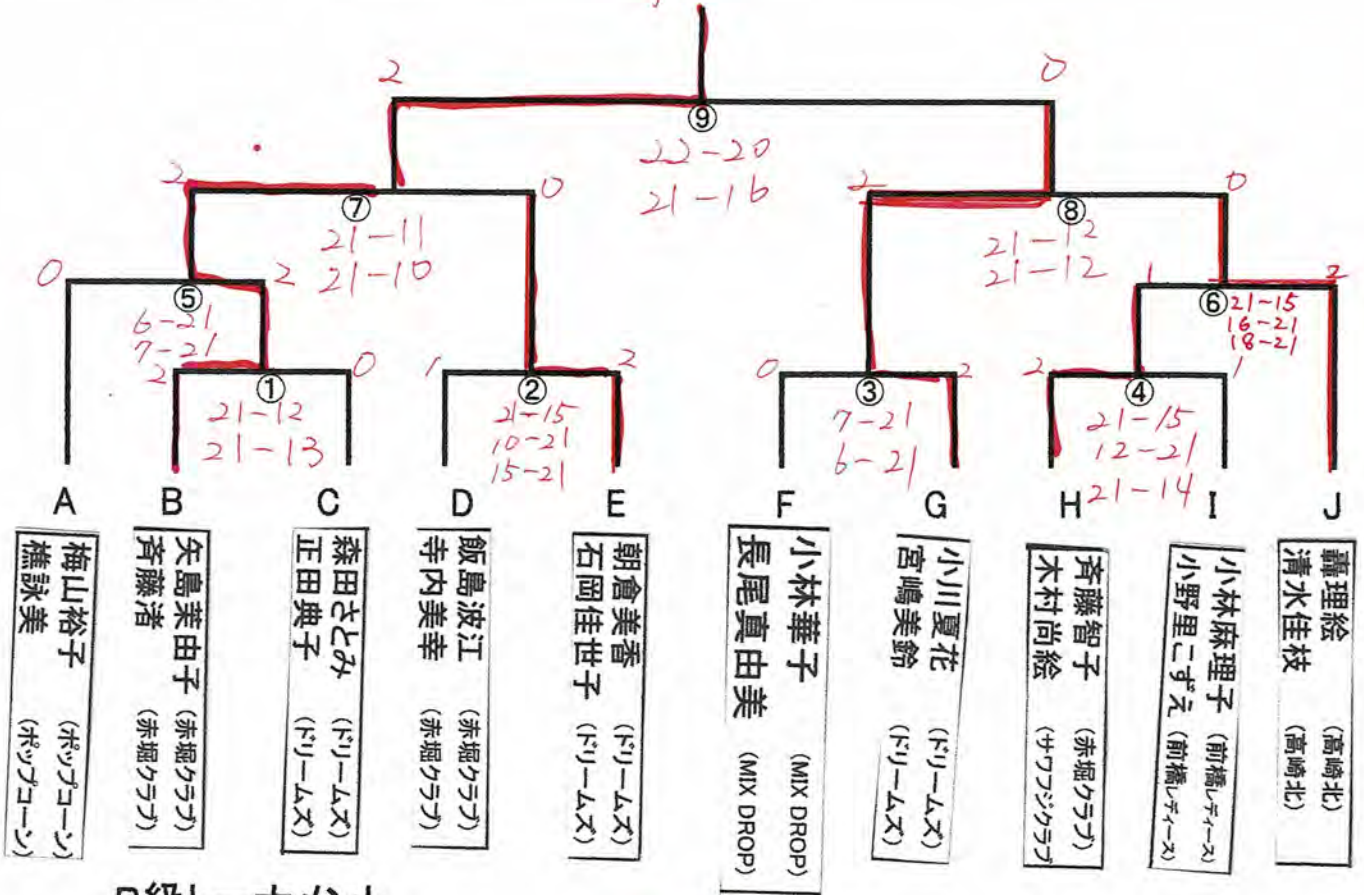 2
0
⑨
22-20
21-16
2
0
⑦
21-11
21-10
2
0
⑧
21-12
21-12
0
2
⑤
6-21
7-21
1
2
⑥
21-15
16-21
18-21
2
0
①
21-12
21-13
1
2
②
21-15
10-21
15-21
0
2
③
7-21
6-21
2
1
④
21-15
12-21
21-14
A
B
C
D
E
F
G
H
I
J
梅山裕子 (ポップコーン)
樵詠美 (ポップコーン)
矢島茉由子 (赤堀クラブ)
斉藤渚 (赤堀クラブ)
森田さとみ (ドリームズ)
正田典子 (ドリームズ)
飯島波江 (赤堀クラブ)
寺内美幸 (赤堀クラブ)
朝倉美香 (ドリームズ)
石岡佳世子 (ドリームズ)
小林華子 (MIX DROP)
長尾真由美 (MIX DROP)
小川夏花 (ドリームズ)
宮嶋美鈴 (ドリームズ)
斉藤智子 (赤堀クラブ)
木村尚絵 (サワフジクラブ
小林麻理子 (前橋レディース)
小野里こずえ (前橋レディース)
轟理絵 (高崎北)
清水佳枝 (高崎北)